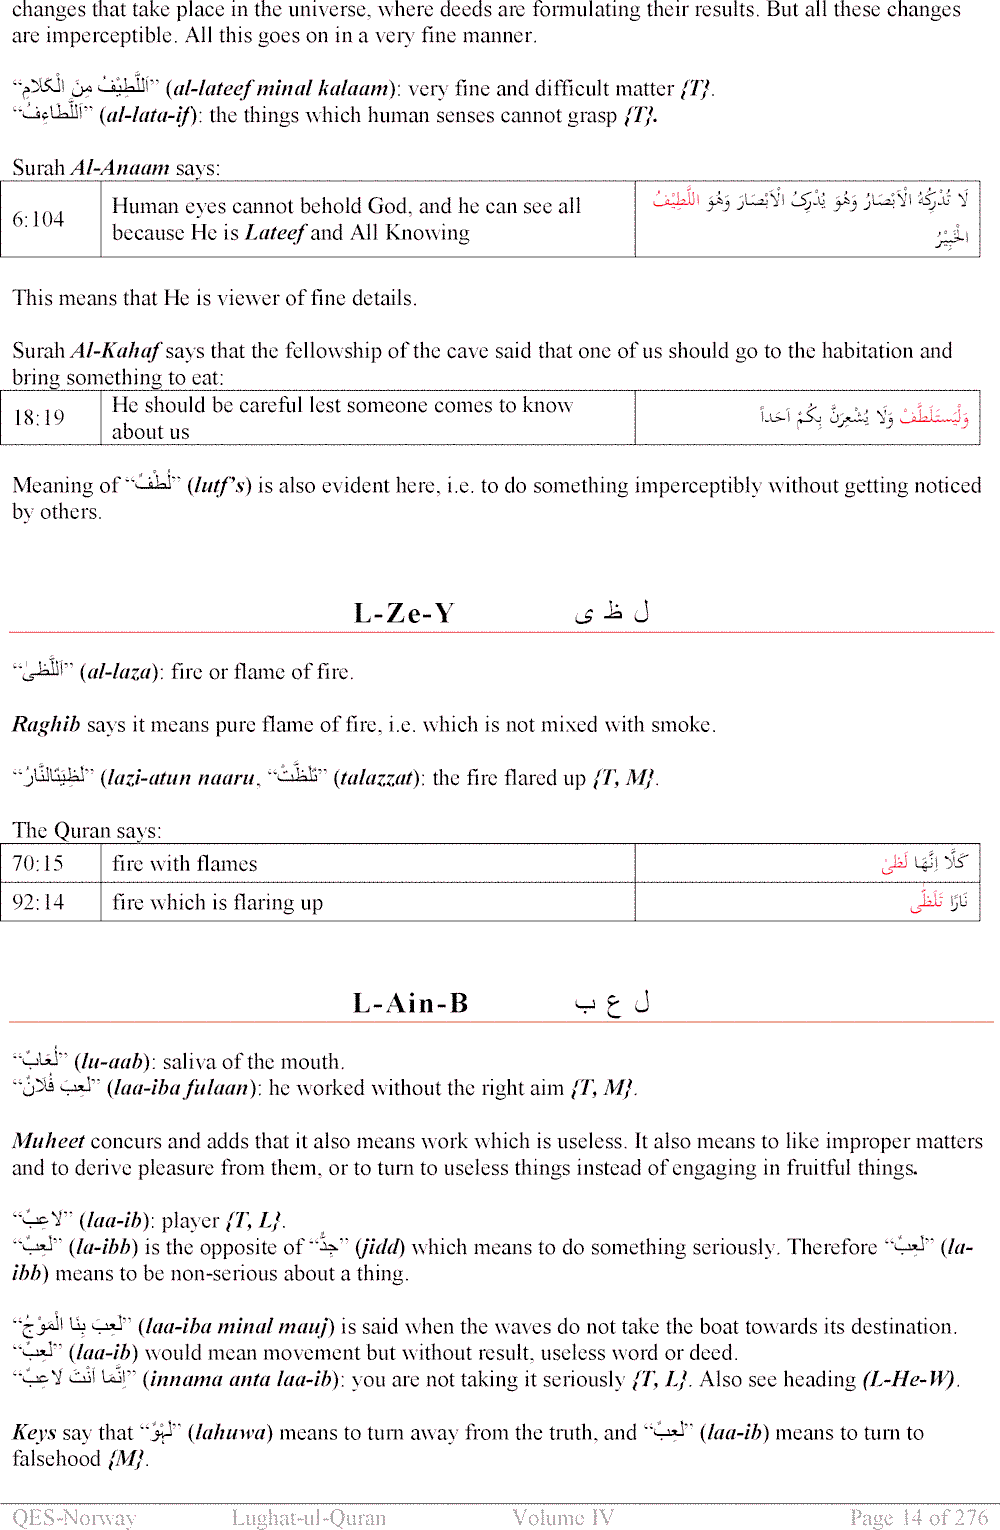 changes that take place in the universe, where deeds are formulating their results. But all these changes
are imperceptible. All this goes on in a very fine manner.
“اَللَّطِيْفُ مِنَ الْكَلَامِ” (al-lateef minal kalaam): very fine and difficult matter {T}.
“اَللَّطَاءِفُ” (al-lata-if): the things which human senses cannot grasp {T}.
Surah Al-Anaam says:
6:104 Human eyes cannot behold God, and he can see all لَا تُدْرِكُهُ الْاَبْصَارُ وَهُوَ يُدْرِكُ الْاَبْصَارَ وَهُوَ اللَّطِيْفُ
because He is Lateef and All Knowing الْخَبِيْرُ
This means that He is viewer of fine details.
Surah Al-Kahaf says that the fellowship of the cave said that one of us should go to the habitation and
bring something to eat:
18:19 He should be careful lest someone comes to know وَلْيَستَلَطَّفْ وَلَا يُشْعِرَنَّ بِكُمْ اَحَداً
about us
Meaning of “لُطْفٌ” (lutf’s) is also evident here, i.e. to do something imperceptibly without getting noticed
by others.
L-Ze-Y ل ظ ی
“اَللَّظىٰ” (al-laza): fire or flame of fire.
Raghib says it means pure flame of fire, i.e. which is not mixed with smoke.
“لَظِيَتَالنَّارُ” (lazi-atun naaru, “تَلَظَّتْ” (talazzat): the fire flared up {T, M}.
The Quran says:
70:15 fire with flames كَلَّا اِنَّهَا لَظىٰ
92:14 fire which is flaring up نَارًا تَلَظّٰى
L-Ain-B ل ع ب
“لُعَابٌ” (lu-aab): saliva of the mouth.
“لَعِبَ فُلَانٌ” (laa-iba fulaan): he worked without the right aim {T, M}.
Muheet concurs and adds that it also means work which is useless. It also means to like improper matters
and to derive pleasure from them, or to turn to useless things instead of engaging in fruitful things.
“لَاعِبٌ” (laa-ib): player {T, L}.
“لَعِبٌ” (la-ibb) is the opposite of “جِدٌّ” (jidd) which means to do something seriously. Therefore “لَعِبٌ” (la-
ibb) means to be non-serious about a thing.
“لَعِبَ بِنَا الْمَوْجُ” (laa-iba minal mauj) is said when the waves do not take the boat towards its destination.
“لَعِبٌ” (laa-ib) would mean movement but without result, useless word or deed.
“اِنَّمَا اَنْتَ لَاعِبٌ” (innama anta laa-ib): you are not taking it seriously {T, L}. Also see heading (L-He-W).
Keys say that “لَہْوٌ” (lahuwa) means to turn away from the truth, and “لَعِبٌ” (laa-ib) means to turn to
falsehood {M}.
QES-Norway Lughat-ul-Quran Volume IV Page 14 of 276